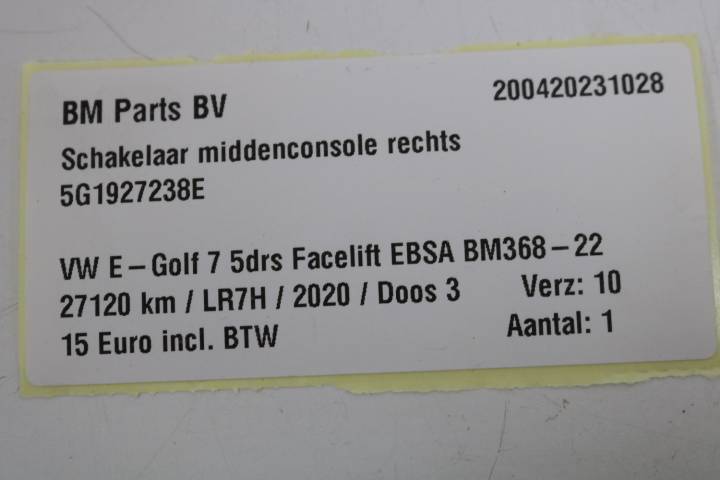 BM Parts BV 200420231028
Schakelaar middenconsole rechts
5G1927238E
VW E-Golf 7 5drs Facelift EBSA BM368-22
27120 km / LR7H / 2020 / Doos 3 Verz: 10
15 Euro incl. BTW Aantal: 1